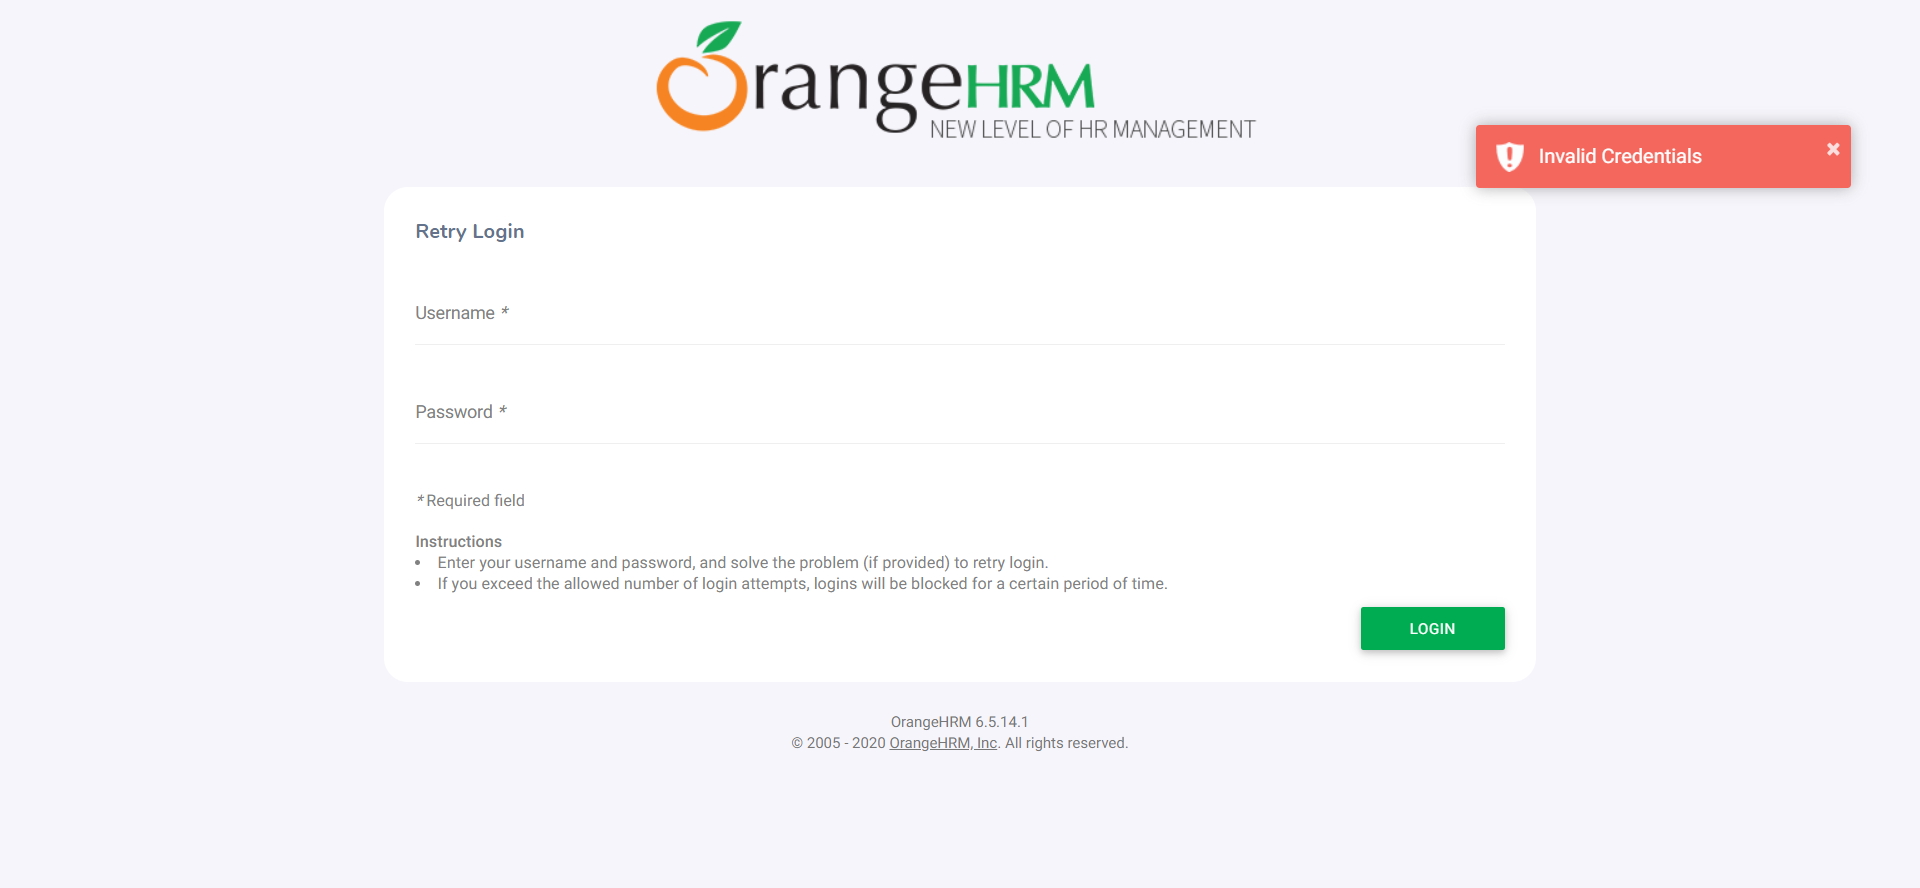 OrangeHRM
NEW LEVEL OF HR MANAGEMENT
Invalid Credentials ×
Retry Login
Username *
Password *
* Required field
Instructions
• Enter your username and password, and solve the problem (if provided) to retry login.
• If you exceed the allowed number of login attempts, logins will be blocked for a certain period of time.
LOGIN
OrangeHRM 6.5.14.1
© 2005 - 2020 OrangeHRM, Inc. All rights reserved.